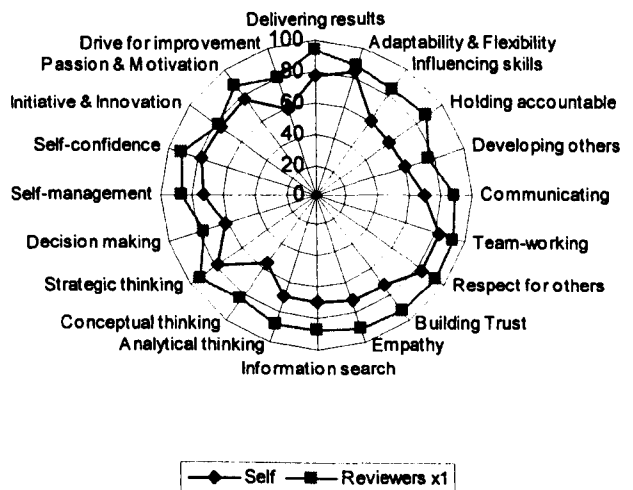 Delivering results
100
Drive for improvement
Adaptability & Flexibility
Passion & Motivation
80
Influencing skills
60
Initiative & Innovation
Holding accountable
40
Self-confidence
Developing others
20
Self-management
0
Communicating
Decision making
Team-working
Strategic thinking
Respect for others
Conceptual thinking
Building Trust
Analytical thinking
Empathy
Information search
Self
Reviewers x1